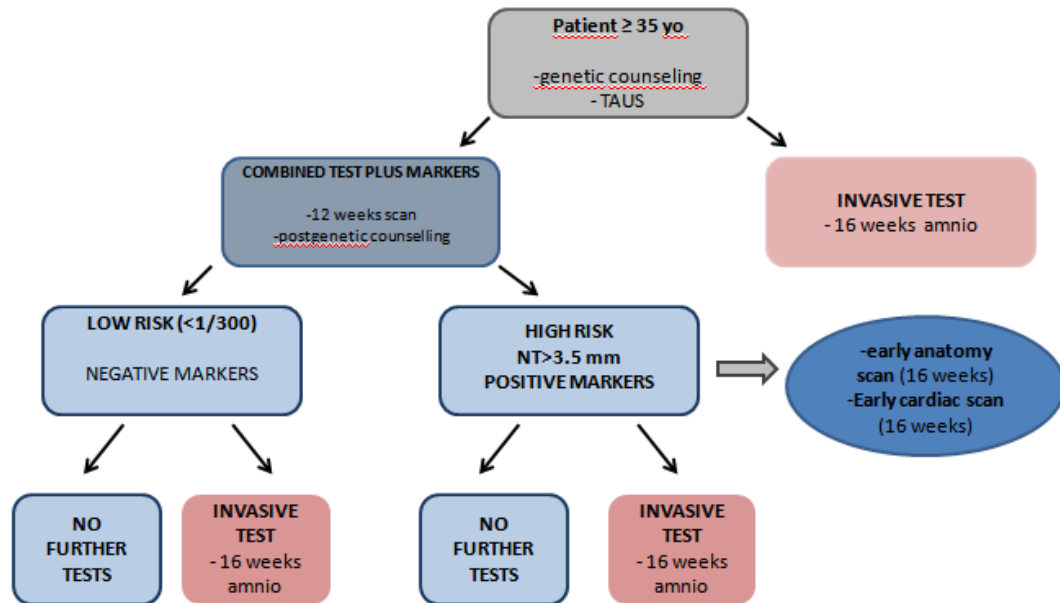 Patient ≥ 35 yo
-genetic counseling
- TAUS
COMBINED TEST PLUS MARKERS
-12 weeks scan
-postgenetic counselling
INVASIVE TEST
- 16 weeks amnio
LOW RISK (<1/300)
NEGATIVE MARKERS
HIGH RISK
NT>3.5 mm
POSITIVE MARKERS
-early anatomy
scan (16 weeks)
-Early cardiac scan
(16 weeks)
NO
FURTHER
TESTS
INVASIVE
TEST
- 16 weeks
amnio
NO
FURTHER
TESTS
INVASIVE
TEST
- 16 weeks
amnio